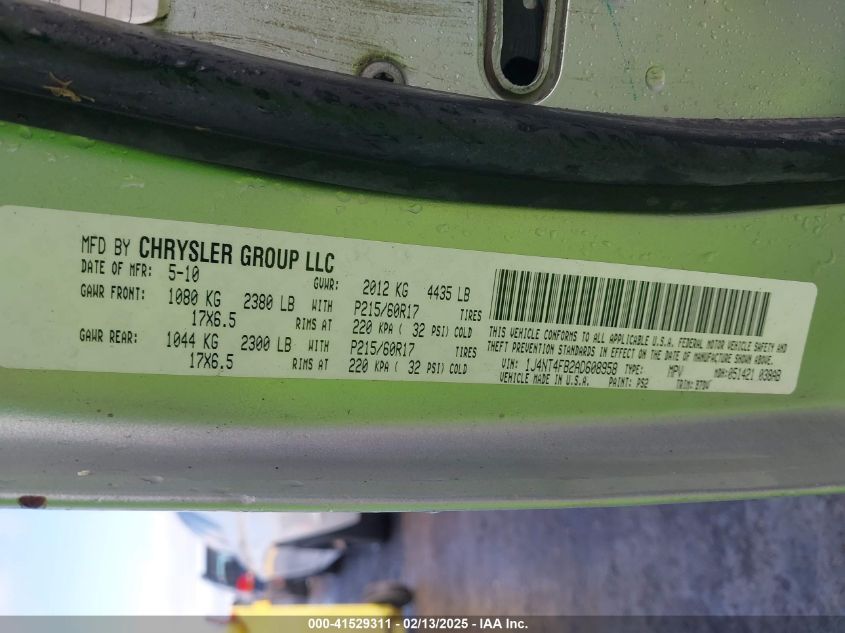 MFD BY CHRYSLER GROUP LLC
DATE OF MFR: 5-10 GVWR: 2012 KG 4435 LB
GAWR FRONT: 1080 KG 2380 LB WITH P215/60R17 TIRES
17X6.5 RIMS AT 220 KPA ( 32 PSI) COLD
GAWR REAR: 1044 KG 2300 LB WITH P215/60R17 TIRES
17X6.5 RIMS AT 220 KPA ( 32 PSI) COLD
THIS VEHICLE CONFORMS TO ALL APPLICABLE U.S.A. FEDERAL MOTOR VEHICLE SAFETY AND
THEFT PREVENTION STANDARDS IN EFFECT ON THE DATE OF MANUFACTURE SHOWN ABOVE.
VIN: 1J4NT4FB2AD608958 TYPE: MPV MDH: 051421 038AB
VEHICLE MADE IN U.S.A. PAINT: PS2 TRIM:
000-41529311 - 02/13/2025 - IAA Inc.